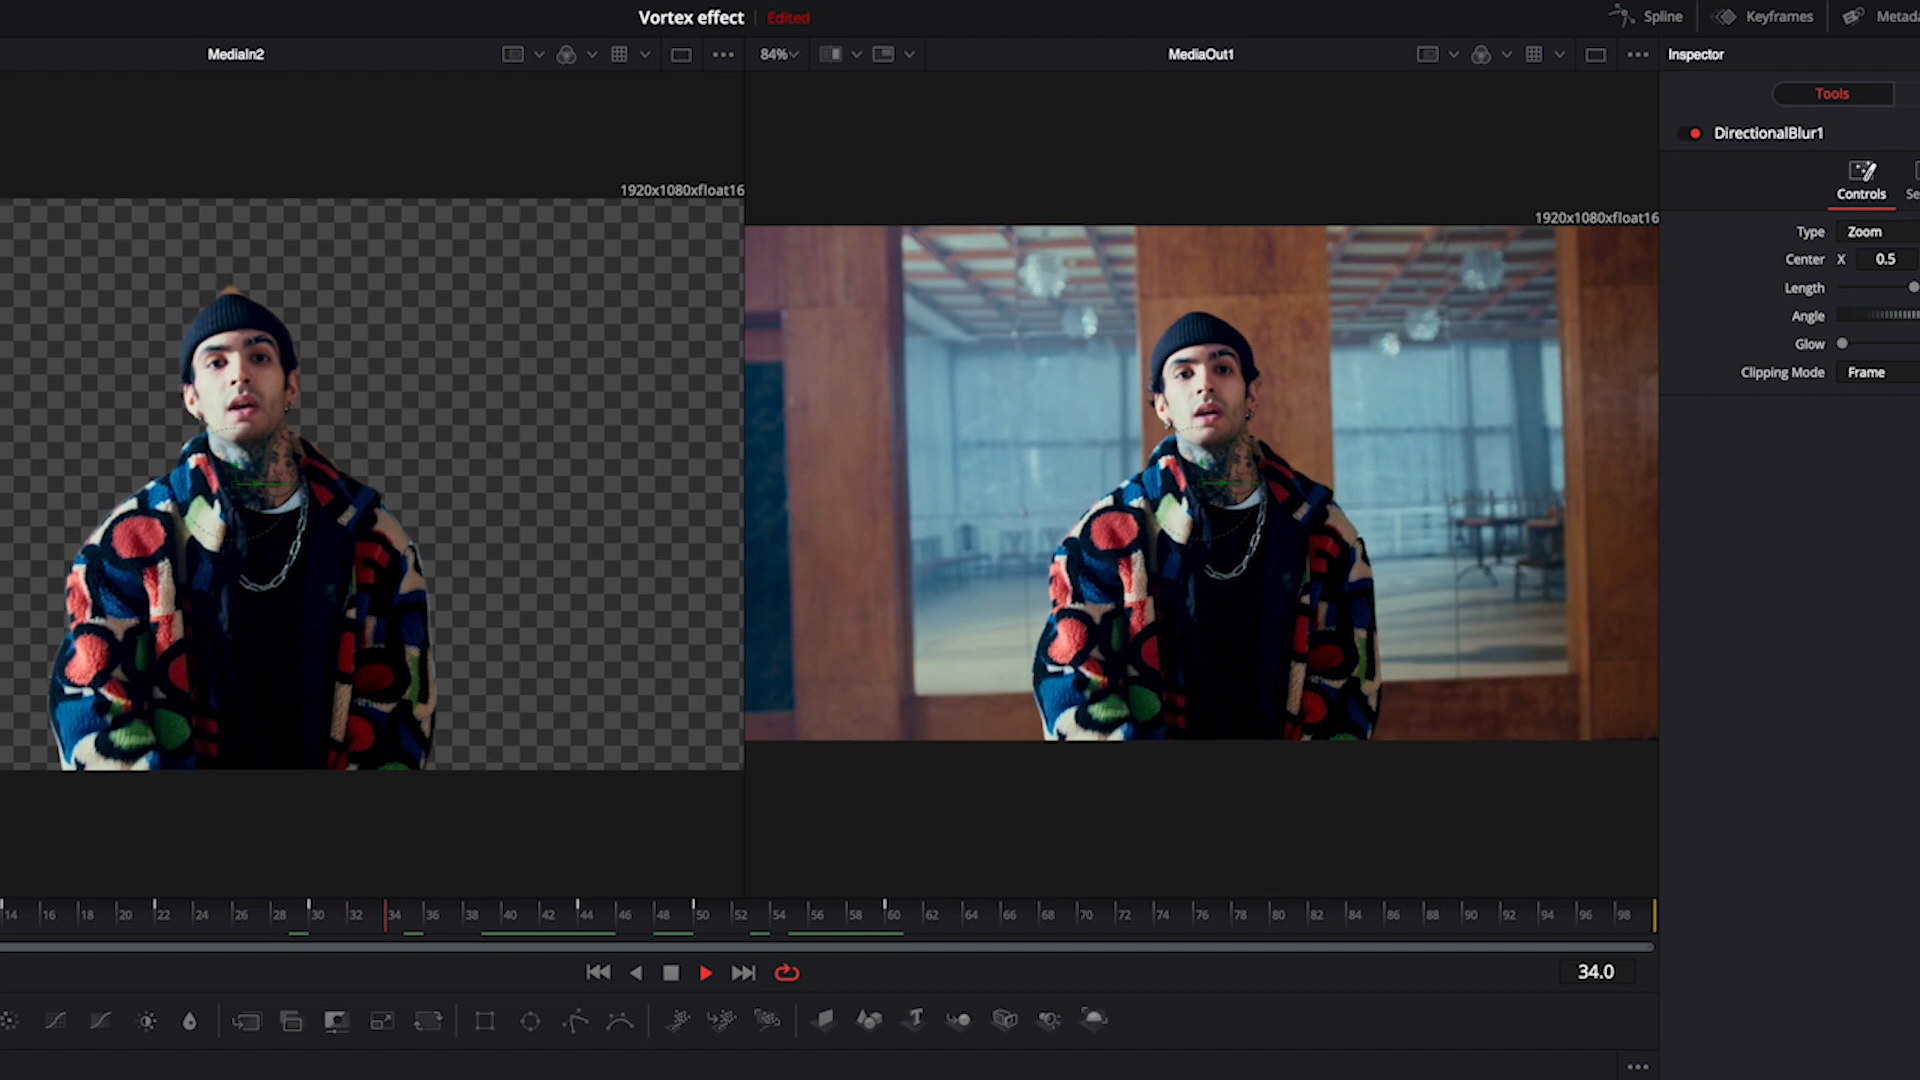 Vortex effect
Edited
Spline
Keyframes
MediaIn2
84%
MediaOut1
Inspector
Tools
DirectionalBlur1
Controls
1920x1080xfloat16
1920x1080xfloat16
Type Zoom
Center X 0.5
Length
Angle
Glow
Clipping Mode Frame
14 16 18 20 22 24 26 28 30 32 34 36 38 40 42 44 46 48 50 52 54 56 58 60 62 64 66 68 70 72 74 76 78 80 82 84 86 88 90 92 94 96 98
34.0